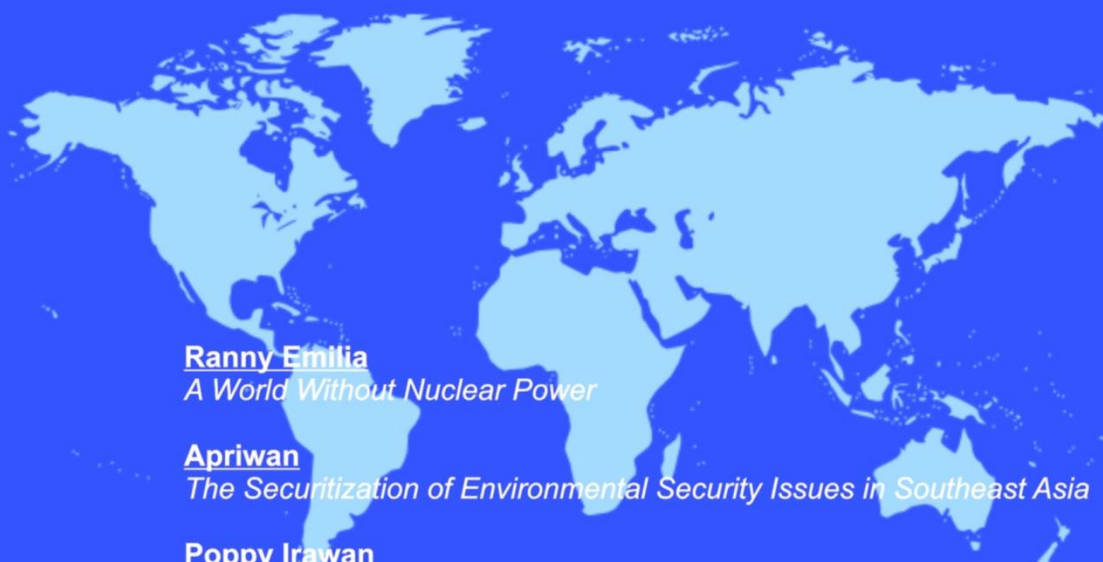 Ranny Emilia
A World Without Nuclear Power
Apriwan
The Securitization of Environmental Security Issues in Southeast Asia
Poppy Irawan